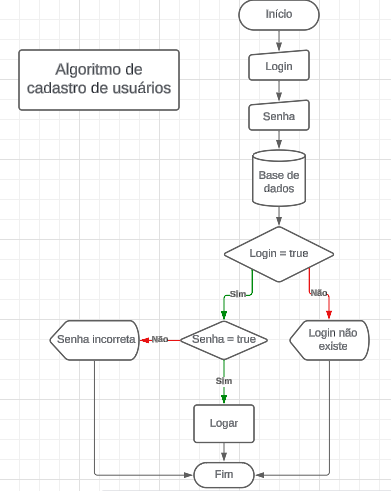 Início
Algoritmo de
cadastro de usuários
Login
Senha
Base de
dados
Login = true
Sim
Não
Senha incorreta
Não
Senha = true
Login não
existe
Sim
Logar
Fim